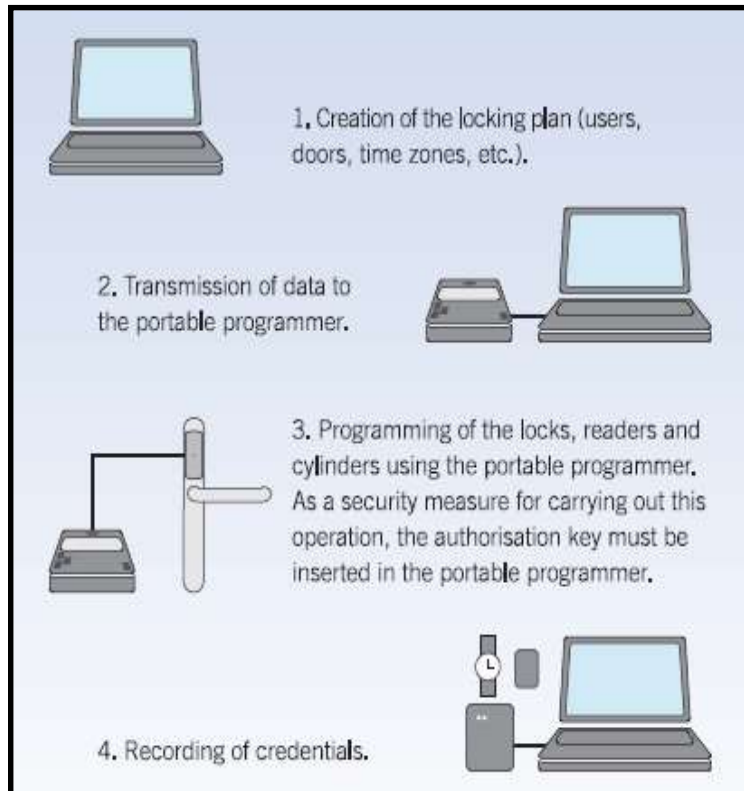 1. Creation of the locking plan (users,
doors, time zones, etc.).
2. Transmission of data to
the portable programmer.
3. Programming of the locks, readers and
cylinders using the portable programmer.
As a security measure for carrying out this
operation, the authorisation key must be
inserted in the portable programmer.
4. Recording of credentials.